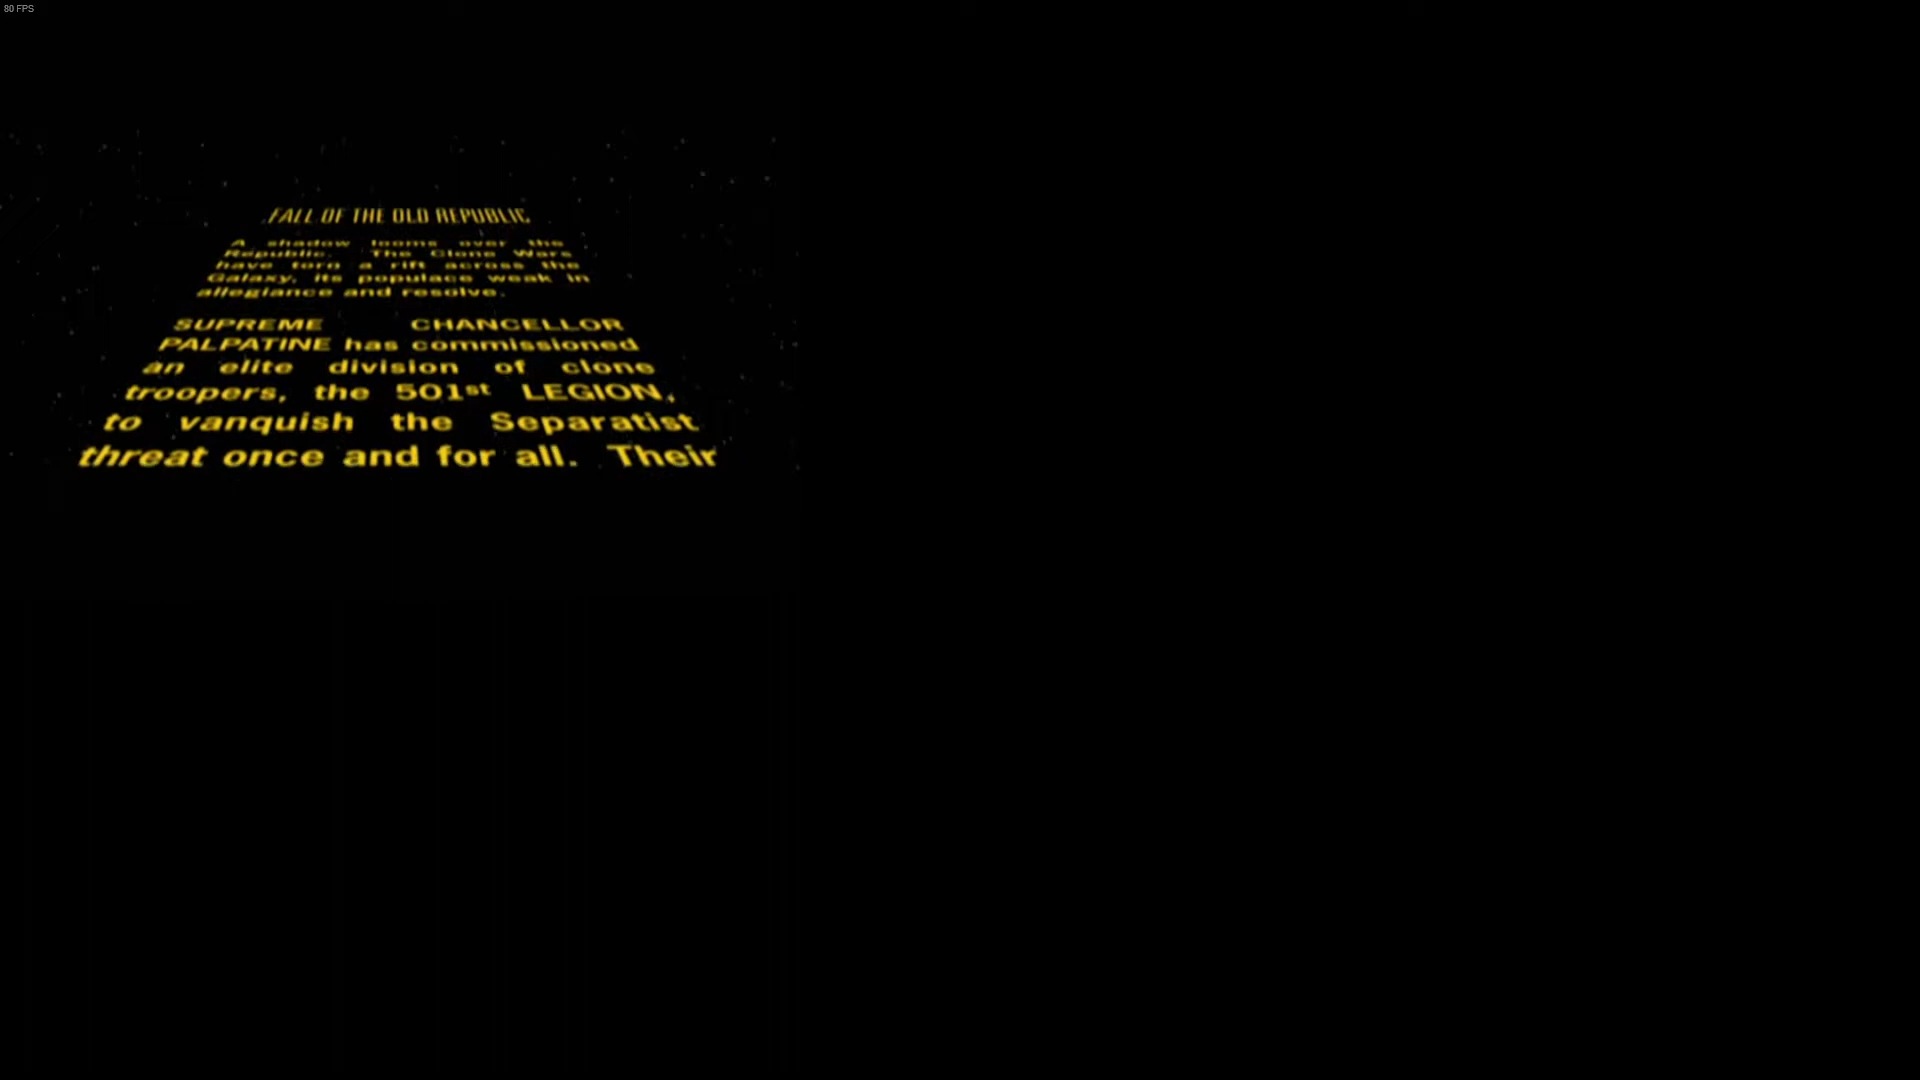 80 FPS
FALL OF THE OLD REPUBLIC
A shadow looms over the
Republic. The Clone Wars
have torn a rift across the
Galaxy, its populace weak in
allegiance and resolve.
SUPREME CHANCELLOR
PALPATINE has commissioned
an elite division of clone
troopers, the 501st LEGION,
to vanquish the Separatist
threat once and for all. Their